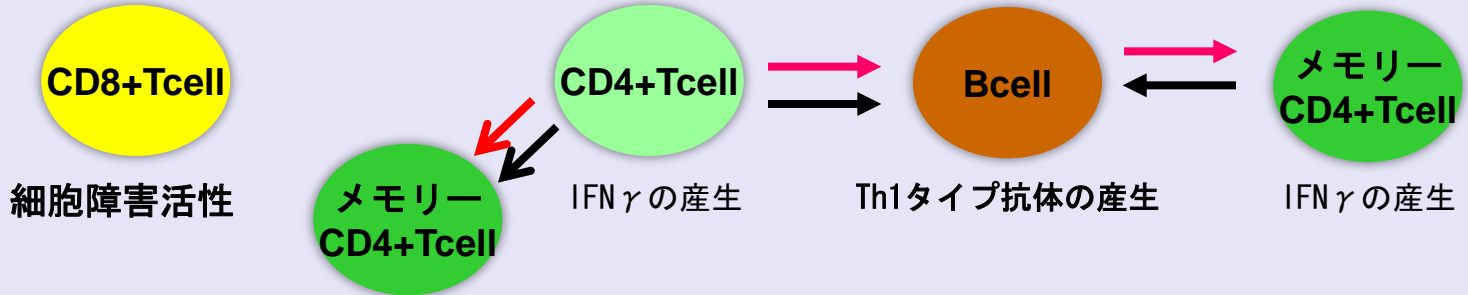 CD8+Tcell
細胞障害活性
メモリー
CD4+Tcell
CD4+Tcell
IFNγの産生
Bcell
Th1タイプ抗体の産生
メモリー
CD4+Tcell
IFNγの産生